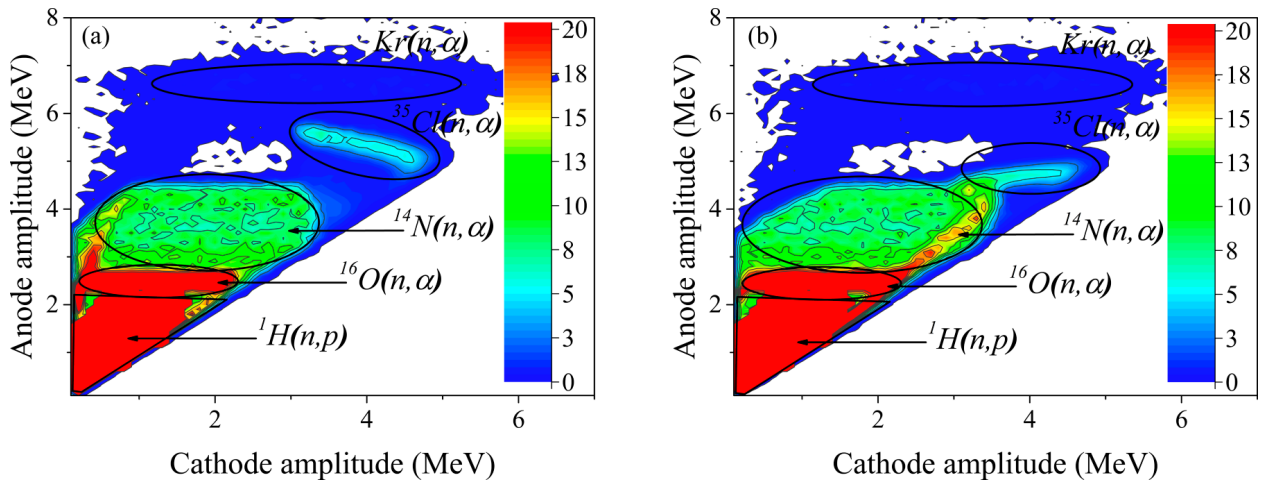 (a)
Kr(n,α)
³⁵Cl(n,α)
¹⁴N(n,α)
¹⁶O(n,α)
¹H(n,p)
8
6
4
2
Anode amplitude (MeV)
2
4
6
Cathode amplitude (MeV)
20
18
15
13
10
8
5
3
0
(b)
Kr(n,α)
³⁵Cl(n,α)
¹⁴N(n,α)
¹⁶O(n,α)
¹H(n,p)
8
6
4
2
Anode amplitude (MeV)
2
4
6
Cathode amplitude (MeV)
20
18
15
13
10
8
5
3
0